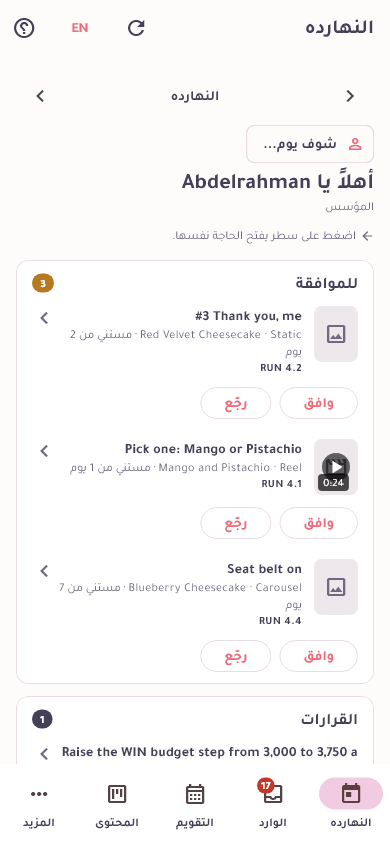 النهارده
EN
النهارده
شوف يوم...
أهلاً يا Abdelrahman
المؤسس
اضغط على سطر يفتح الحاجة نفسها.
للموافقة
3
#3 Thank you, me
Red Velvet Cheesecake · Static · مستني من 2 يوم
RUN 4.2
وافق
رجّع
Pick one: Mango or Pistachio
Mango and Pistachio · Reel · مستني من 1 يوم
RUN 4.1
0:24
وافق
رجّع
Seat belt on
Blueberry Cheesecake · Carousel · مستني من 7 يوم
RUN 4.4
وافق
رجّع
القرارات
1
Raise the WIN budget step from 3,000 to 3,750 a
النهارده
17
الوارد
التقويم
المحتوى
المزيد